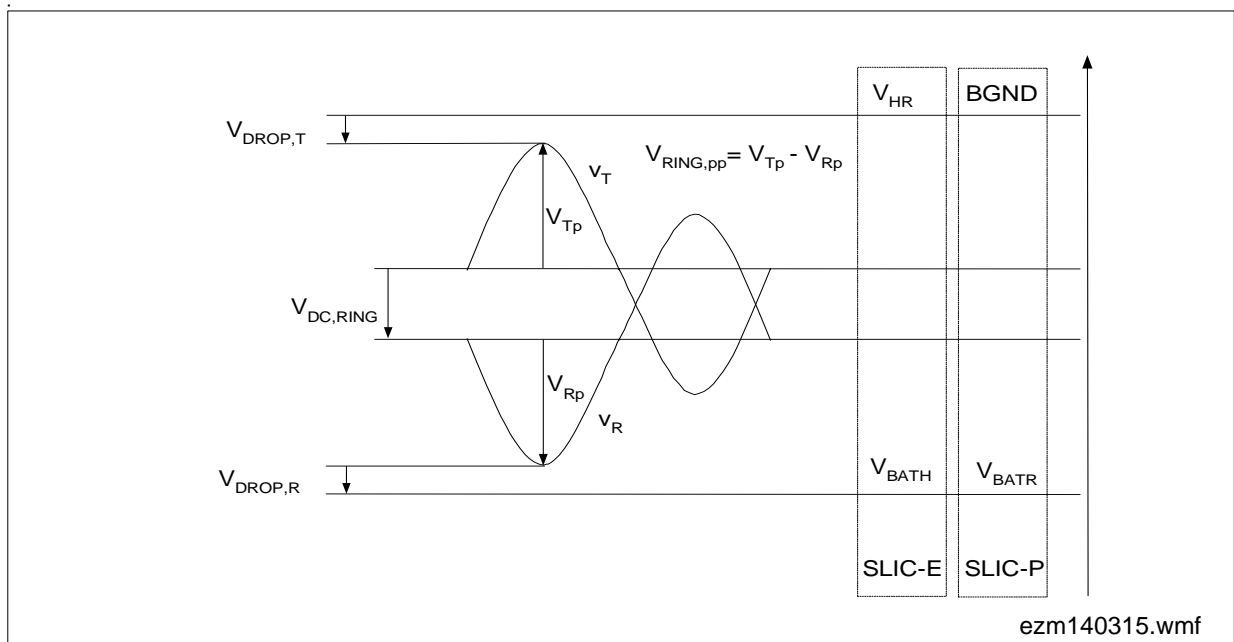 V_HR BGND
V_DROP,T
V_RING,pp = V_Tp - V_Rp
v_T
V_Tp
V_DC,RING
V_Rp
v_R
V_DROP,R
V_BATH V_BATR
SLIC-E SLIC-P
ezm140315.wmf